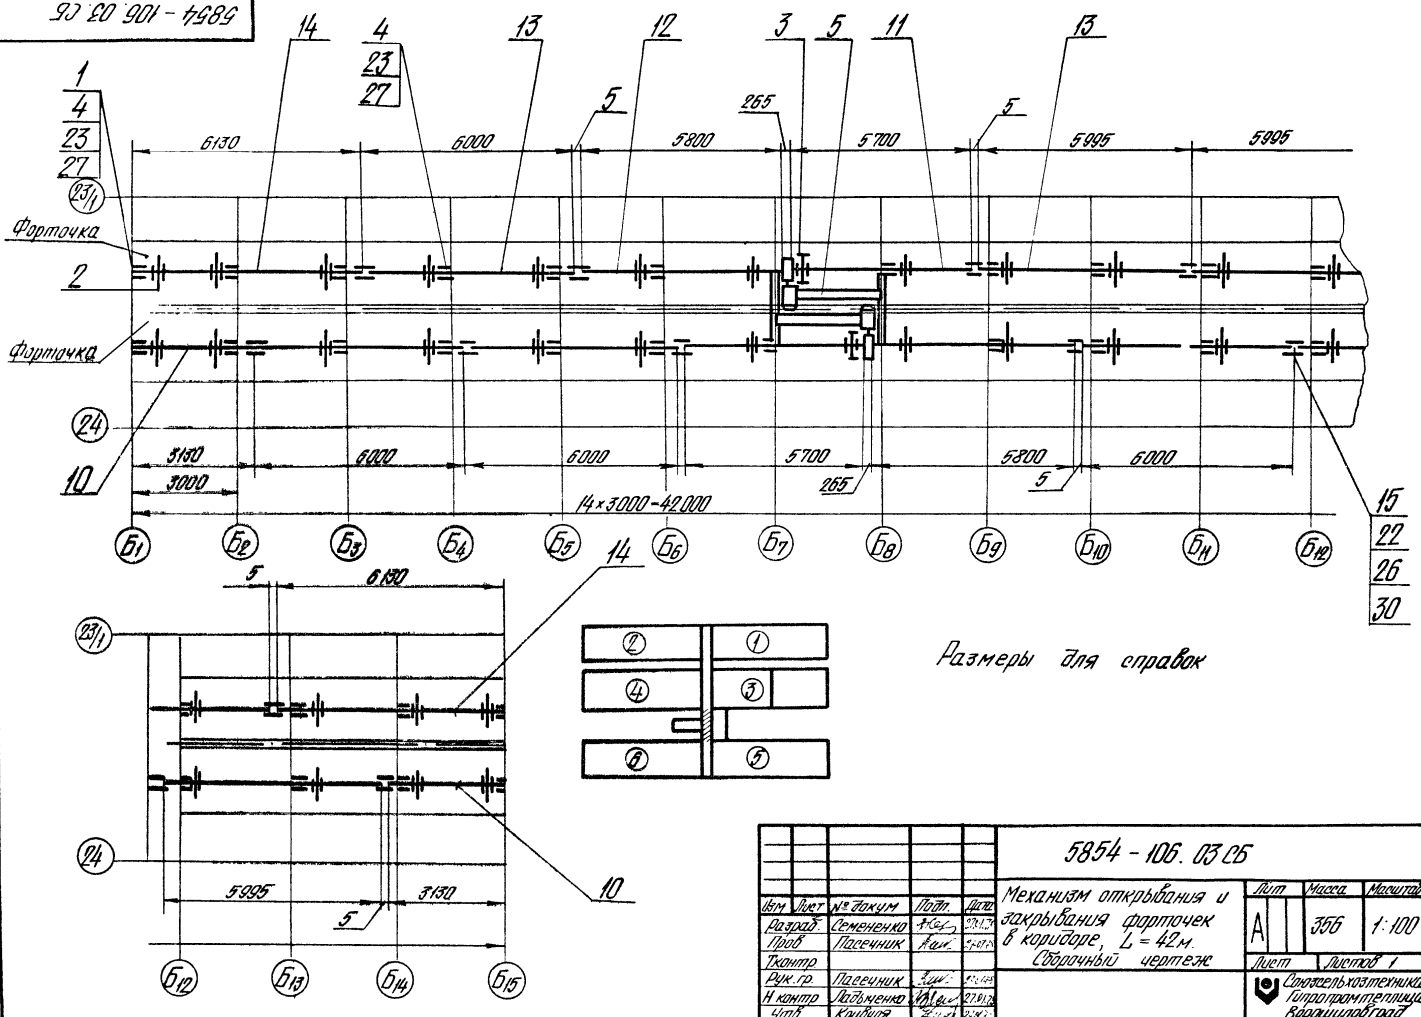 5854-106.03.СБ
14
4
23
27
13
12
3
5
11
13
1
4
23
27
5
265
5
6130
6000
5800
5700
5995
5995
23/1
Форточка
2
Форточка
24
10
3130
6000
6000
5700
265
5800
5
6000
3000
14×3000=42000
15
22
26
30
Б1
Б2
Б3
Б4
Б5
Б6
Б7
Б8
Б9
Б10
Б11
Б12
5
6130
14
23/1
2
1
4
3
6
5
Размеры для справок
24
5995
5
3130
10
Б12
Б13
Б14
Б15
5854-106.03СБ
Изм Лист № докум Подп. Дата
Разраб. Семененко
Пров Пасечник
Т.контр
Рук.гр. Пасечник
Н контр
Утв
Механизм открывания и
закрывания форточек
в коридоре, L=42м.
Сборочный чертеж
Лит Масса Масштаб
А 356 1:100
Лист Листов 1
Союзсельхозтехника
Гипропромтеплица
Ворошиловград